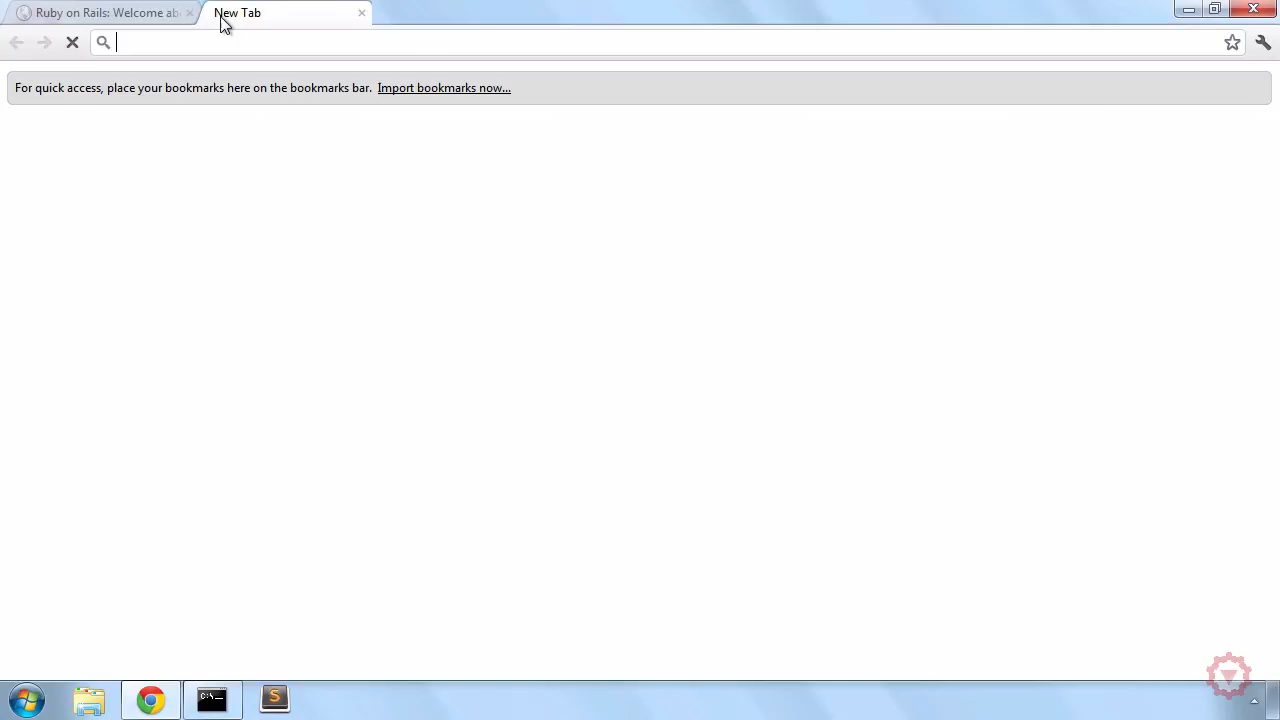 Ruby on Rails: Welcome abo
New Tab
For quick access, place your bookmarks here on the bookmarks bar. Import bookmarks now...
C:\_
S